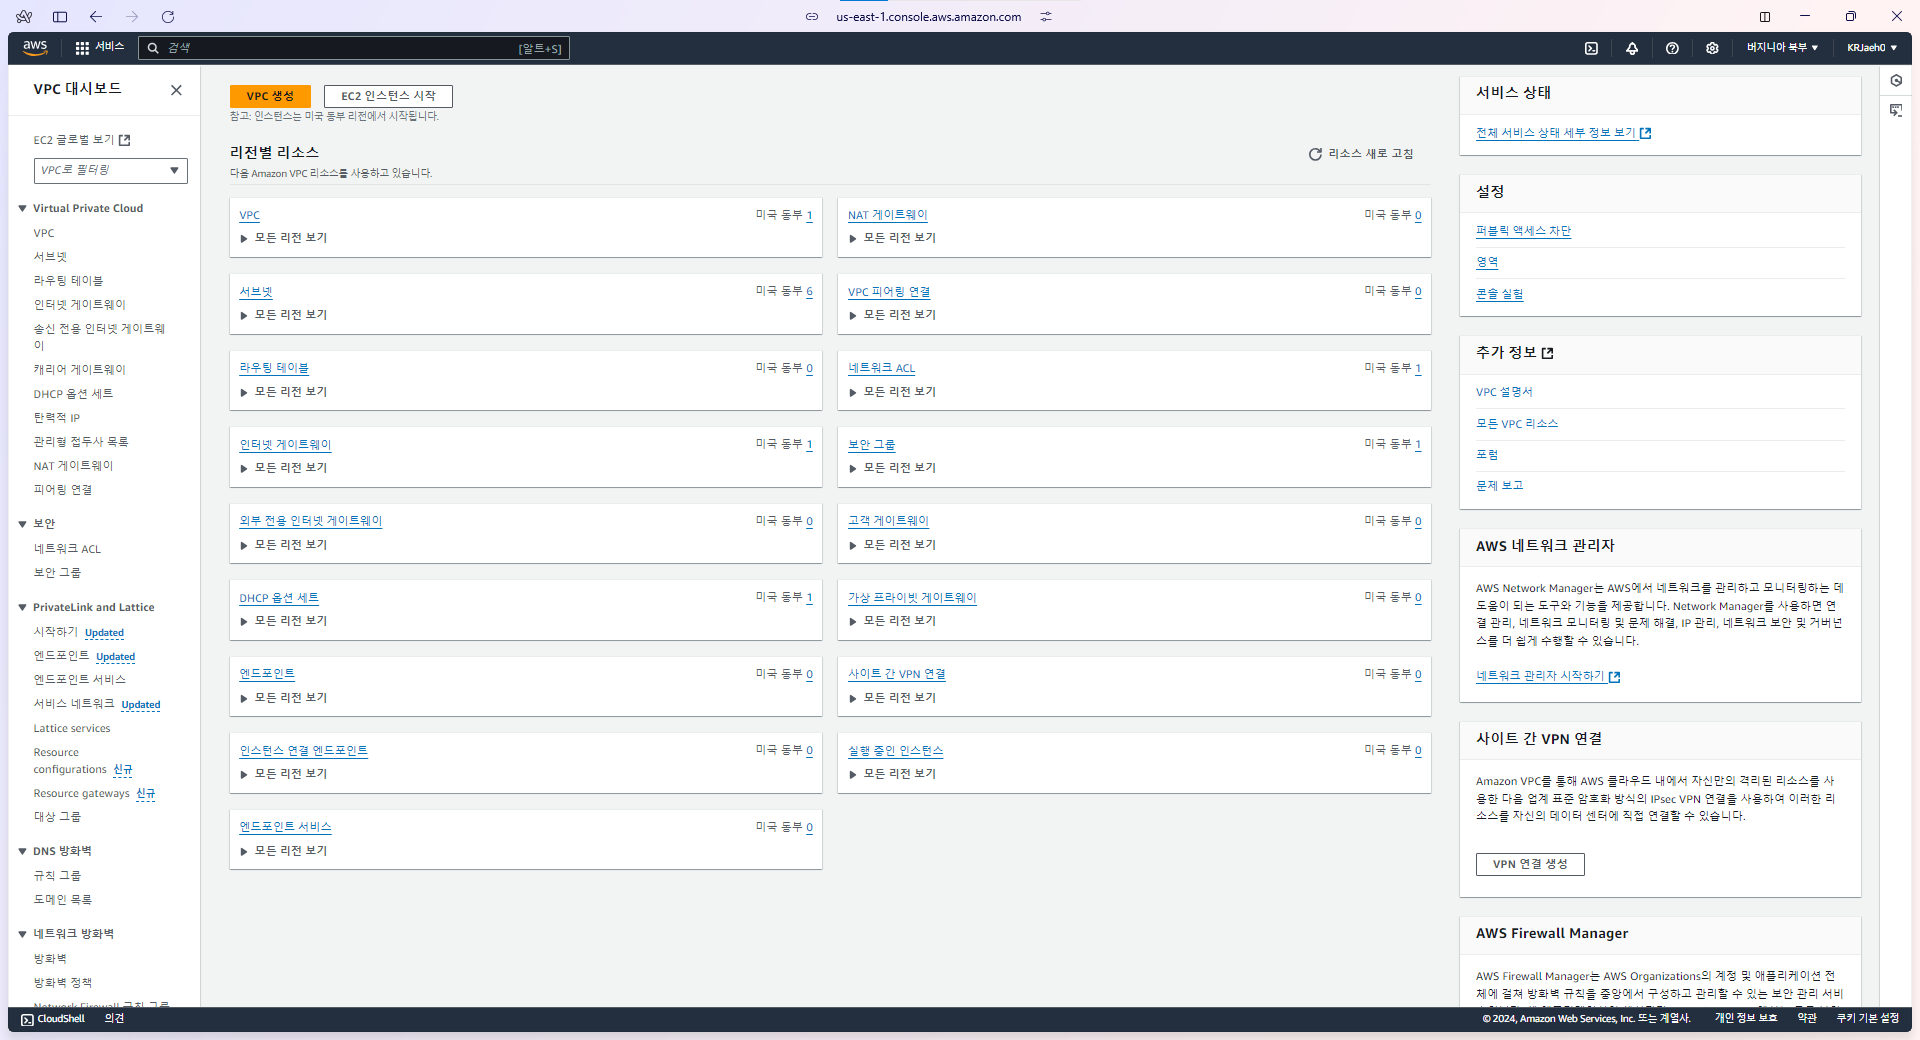 us-east-1.console.aws.amazon.com
aws
서비스
검색
[알트+S]
버지니아 북부 ▼
KRJaeh0 ▼
VPC 대시보드
EC2 글로벌 보기
VPC로 필터링
Virtual Private Cloud
VPC
서브넷
라우팅 테이블
인터넷 게이트웨이
송신 전용 인터넷 게이트웨
이
캐리어 게이트웨이
DHCP 옵션 세트
탄력적 IP
관리형 접두사 목록
NAT 게이트웨이
피어링 연결
보안
네트워크 ACL
보안 그룹
PrivateLink and Lattice
시작하기 Updated
엔드포인트 Updated
엔드포인트 서비스
서비스 네트워크 Updated
Lattice services
Resource
configurations 신규
Resource gateways 신규
대상 그룹
DNS 방화벽
규칙 그룹
도메인 목록
네트워크 방화벽
방화벽
방화벽 정책
Network Firewall 규칙 그룹
VPC 생성
EC2 인스턴스 시작
참고: 인스턴스는 미국 동부 리전에서 시작됩니다.
리전별 리소스
리소스 새로 고침
다음 Amazon VPC 리소스를 사용하고 있습니다.
VPC
미국 동부 1
모든 리전 보기
NAT 게이트웨이
미국 동부 0
모든 리전 보기
서브넷
미국 동부 6
모든 리전 보기
VPC 피어링 연결
미국 동부 0
모든 리전 보기
라우팅 테이블
미국 동부 0
모든 리전 보기
네트워크 ACL
미국 동부 1
모든 리전 보기
인터넷 게이트웨이
미국 동부 1
모든 리전 보기
보안 그룹
미국 동부 1
모든 리전 보기
외부 전용 인터넷 게이트웨이
미국 동부 0
모든 리전 보기
고객 게이트웨이
미국 동부 0
모든 리전 보기
DHCP 옵션 세트
미국 동부 1
모든 리전 보기
가상 프라이빗 게이트웨이
미국 동부 0
모든 리전 보기
엔드포인트
미국 동부 0
모든 리전 보기
사이트 간 VPN 연결
미국 동부 0
모든 리전 보기
인스턴스 연결 엔드포인트
미국 동부 0
모든 리전 보기
실행 중인 인스턴스
미국 동부 0
모든 리전 보기
엔드포인트 서비스
미국 동부 0
모든 리전 보기
서비스 상태
전체 서비스 상태 세부 정보 보기
설정
퍼블릭 액세스 차단
영역
콘솔 실험
추가 정보
VPC 설명서
모든 VPC 리소스
포럼
문제 보고
AWS 네트워크 관리자
AWS Network Manager는 AWS에서 네트워크를 관리하고 모니터링하는 데
도움이 되는 도구와 기능을 제공합니다. Network Manager를 사용하면 연
결 관리, 네트워크 모니터링 및 문제 해결, IP 관리, 네트워크 보안 및 거버넌
스를 더 쉽게 수행할 수 있습니다.
네트워크 관리자 시작하기
사이트 간 VPN 연결
Amazon VPC를 통해 AWS 클라우드 내에서 자신만의 격리된 리소스를 사
용한 다음 업계 표준 암호화 방식의 IPsec VPN 연결을 사용하여 이러한 리
소스를 자신의 데이터 센터에 직접 연결할 수 있습니다.
VPN 연결 생성
AWS Firewall Manager
AWS Firewall Manager는 AWS Organizations의 계정 및 애플리케이션 전
체에 걸쳐 방화벽 규칙을 중앙에서 구성하고 관리할 수 있는 보안 관리 서비
CloudShell
의견
© 2024, Amazon Web Services, Inc. 또는 계열사.
개인 정보 보호
약관
쿠키 기본 설정